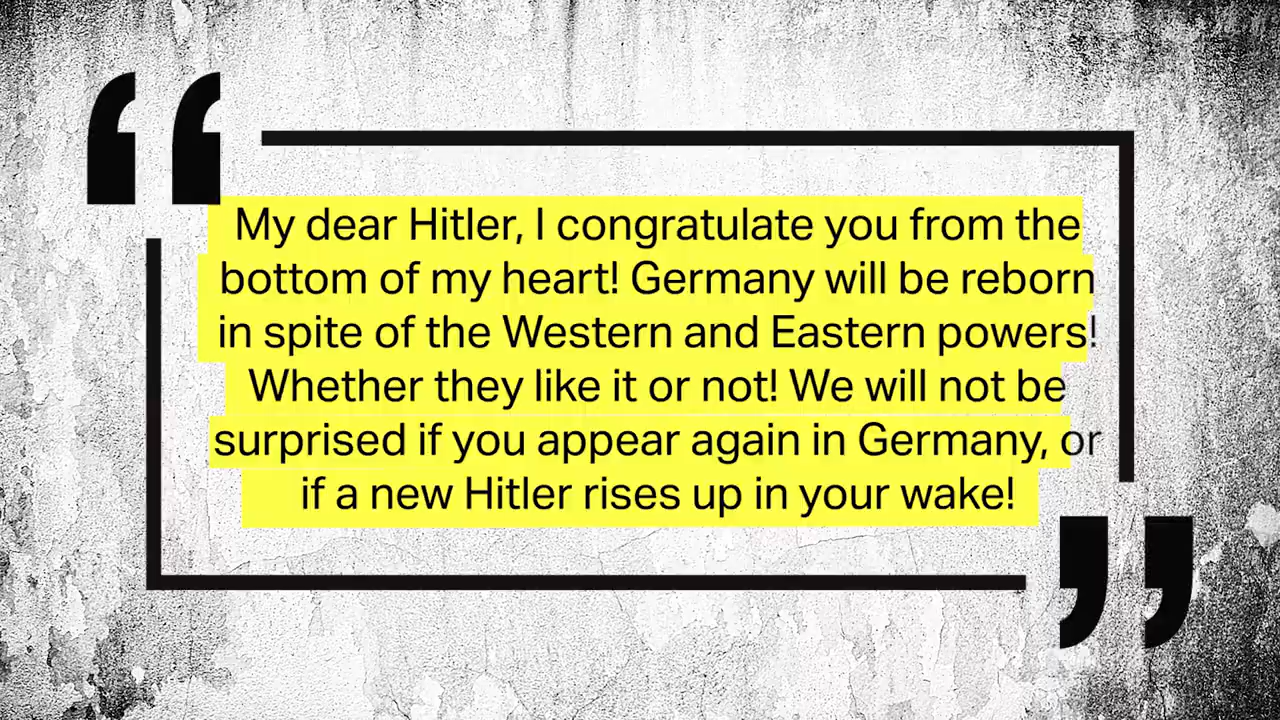 “
My dear Hitler, I congratulate you from the
bottom of my heart! Germany will be reborn
in spite of the Western and Eastern powers!
Whether they like it or not! We will not be
surprised if you appear again in Germany, or
if a new Hitler rises up in your wake!
”